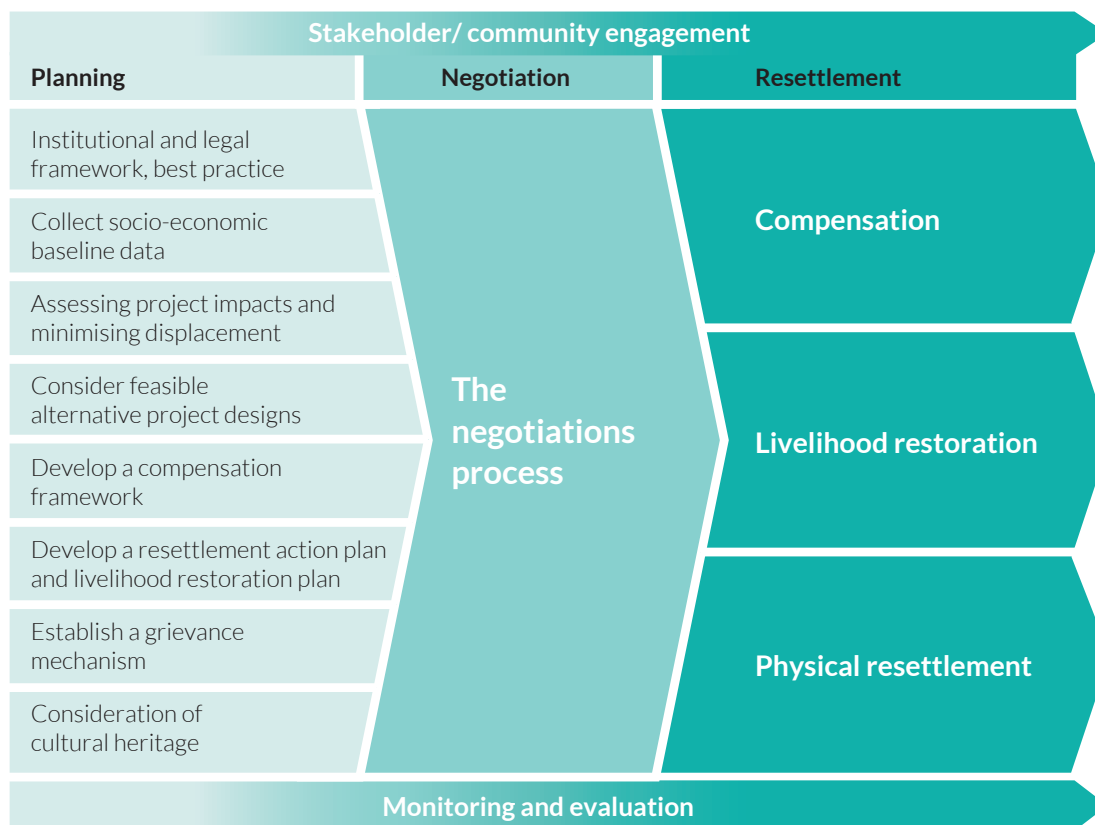 Stakeholder/ community engagement
Planning
Negotiation
Resettlement
Institutional and legal
framework, best practice
Collect socio-economic
baseline data
Assessing project impacts and
minimising displacement
Consider feasible
alternative project designs
Develop a compensation
framework
Develop a resettlement action plan
and livelihood restoration plan
Establish a grievance
mechanism
Consideration of
cultural heritage
The
negotiations
process
Compensation
Livelihood restoration
Physical resettlement
Monitoring and evaluation